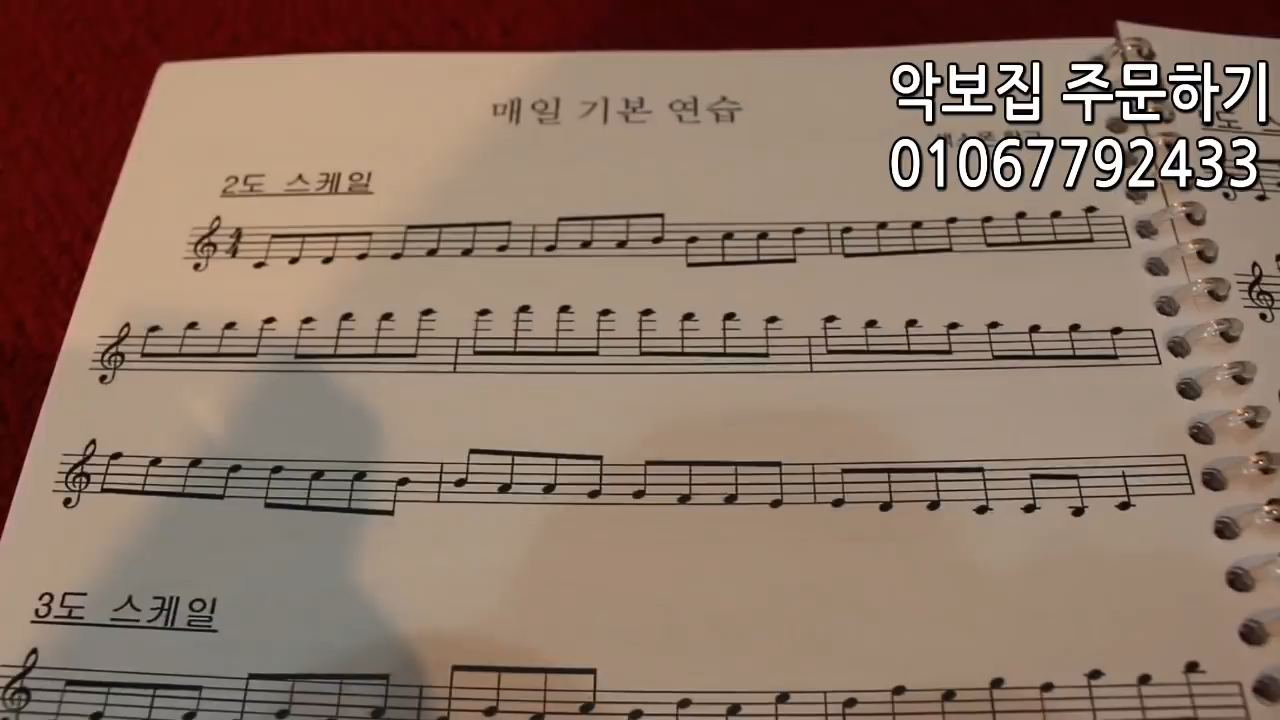 매일 기본 연습
악보집 주문하기
01067792433
2도 스케일
3도 스케일